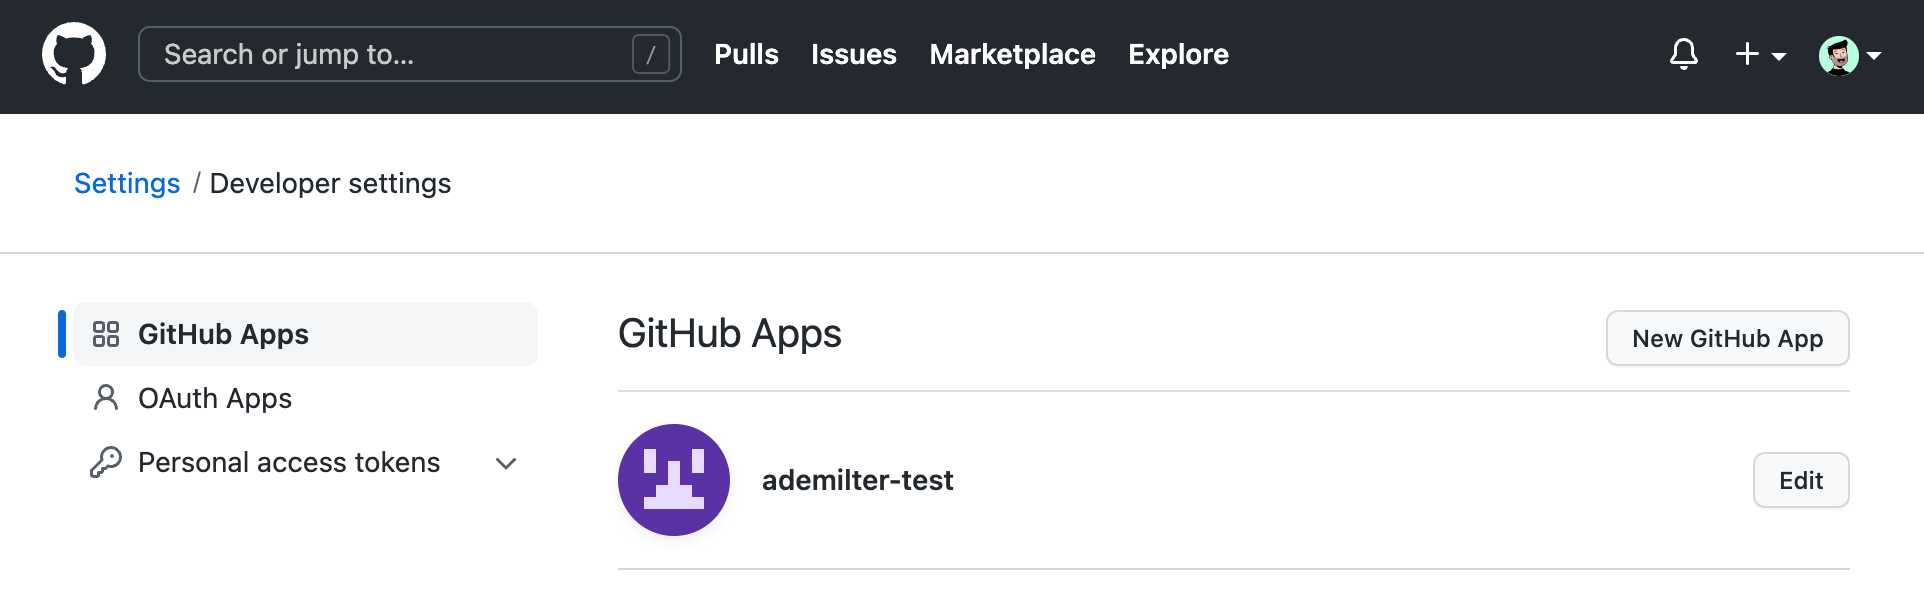 Search or jump to... /
Pulls Issues Marketplace Explore
Settings / Developer settings
GitHub Apps
OAuth Apps
Personal access tokens
GitHub Apps
New GitHub App
ademilter-test
Edit